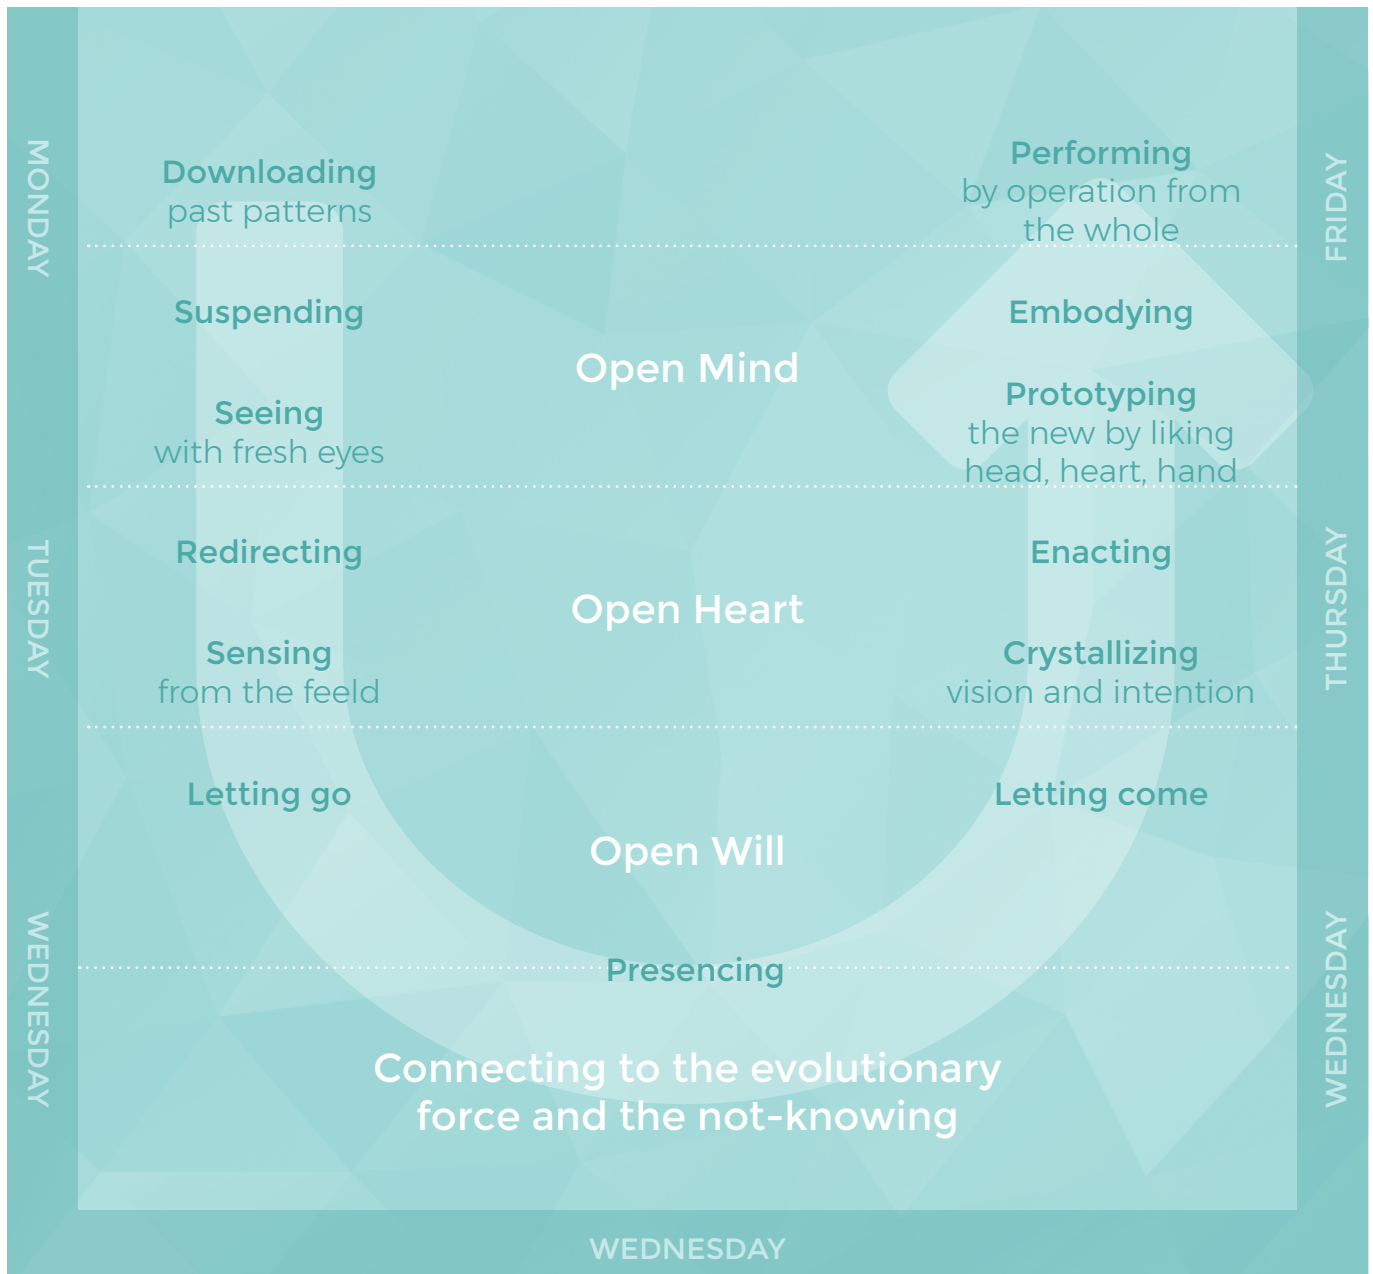 MONDAY
Downloading
past patterns
Performing
by operation from
the whole
FRIDAY
Suspending
Embodying
Open Mind
Seeing
with fresh eyes
Prototyping
the new by liking
head, heart, hand
TUESDAY
Redirecting
Enacting
THURSDAY
Open Heart
Sensing
from the feeld
Crystallizing
vision and intention
Letting go
Letting come
Open Will
WEDNESDAY
Presencing
WEDNESDAY
Connecting to the evolutionary
force and the not-knowing
WEDNESDAY